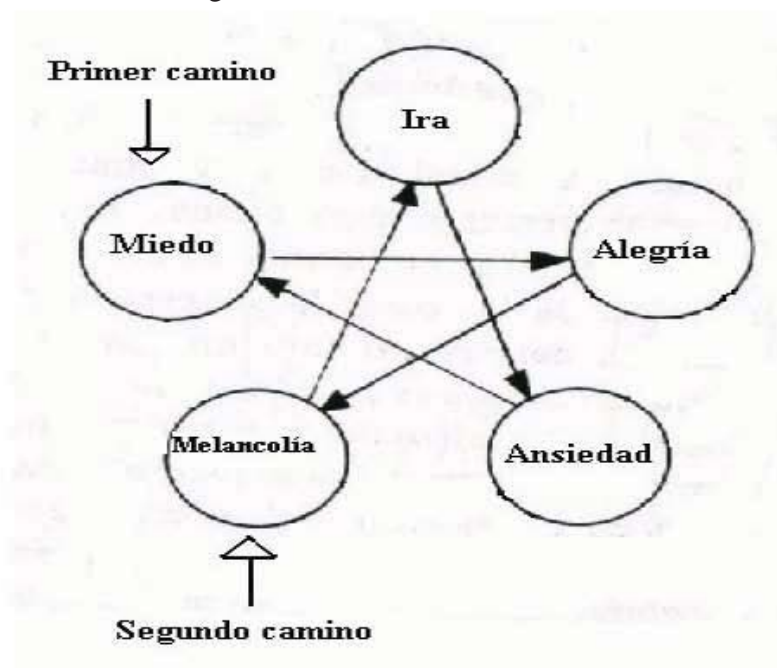 Primer camino
Ira
Miedo
Alegría
Melancolía
Ansiedad
Segundo camino